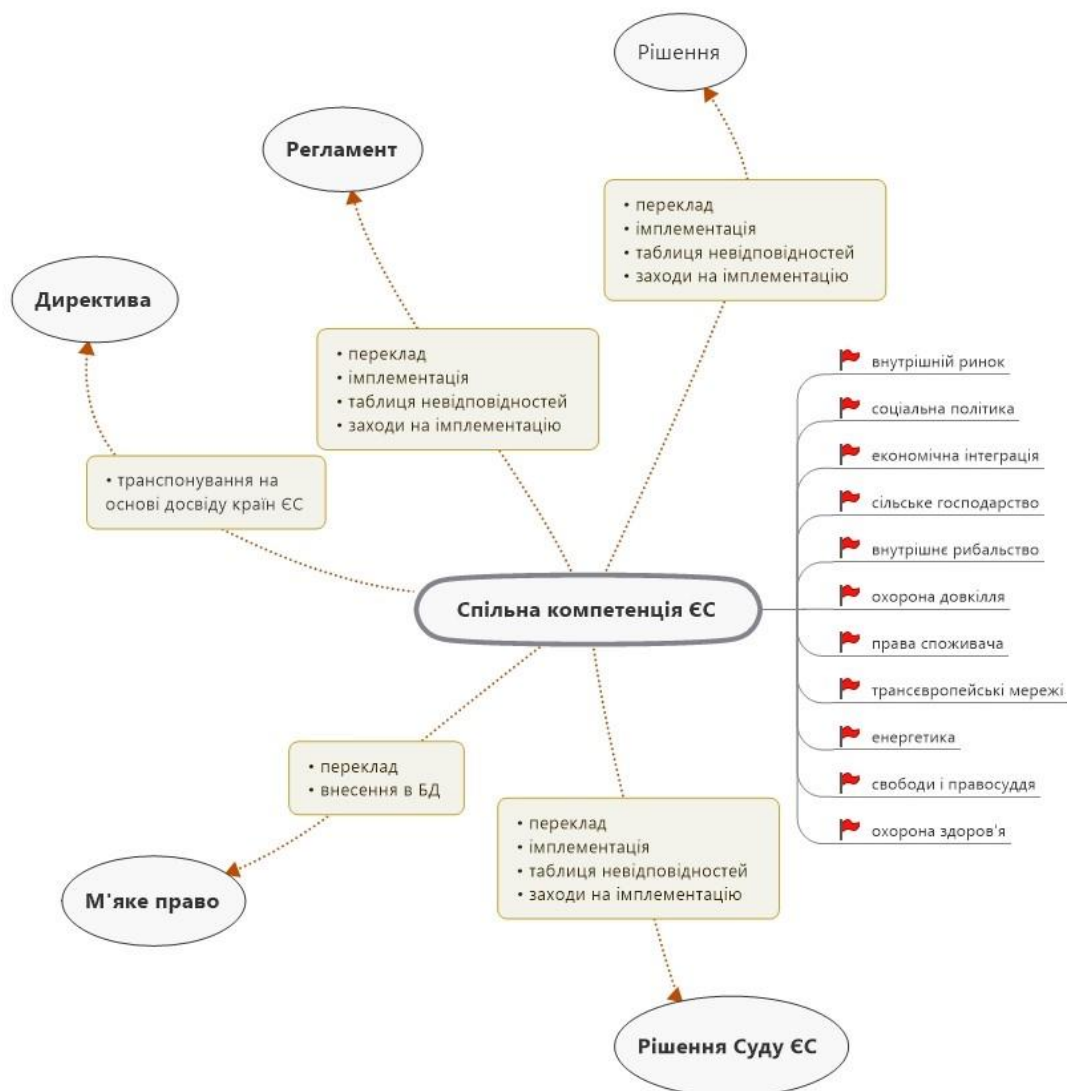 Рішення
Регламент
• переклад
• імплементація
• таблиця невідповідностей
• заходи на імплементацію
Директива
• переклад
• імплементація
• таблиця невідповідностей
• заходи на імплементацію
• транспонування на
основі досвіду країн ЄС
Спільна компетенція ЄС
внутрішній ринок
соціальна політика
економічна інтеграція
сільське господарство
внутрішнє рибальство
охорона довкілля
права споживача
трансєвропейські мережі
енергетика
свободи і правосуддя
охорона здоров'я
• переклад
• внесення в БД
• переклад
• імплементація
• таблиця невідповідностей
• заходи на імплементацію
М'яке право
Рішення Суду ЄС